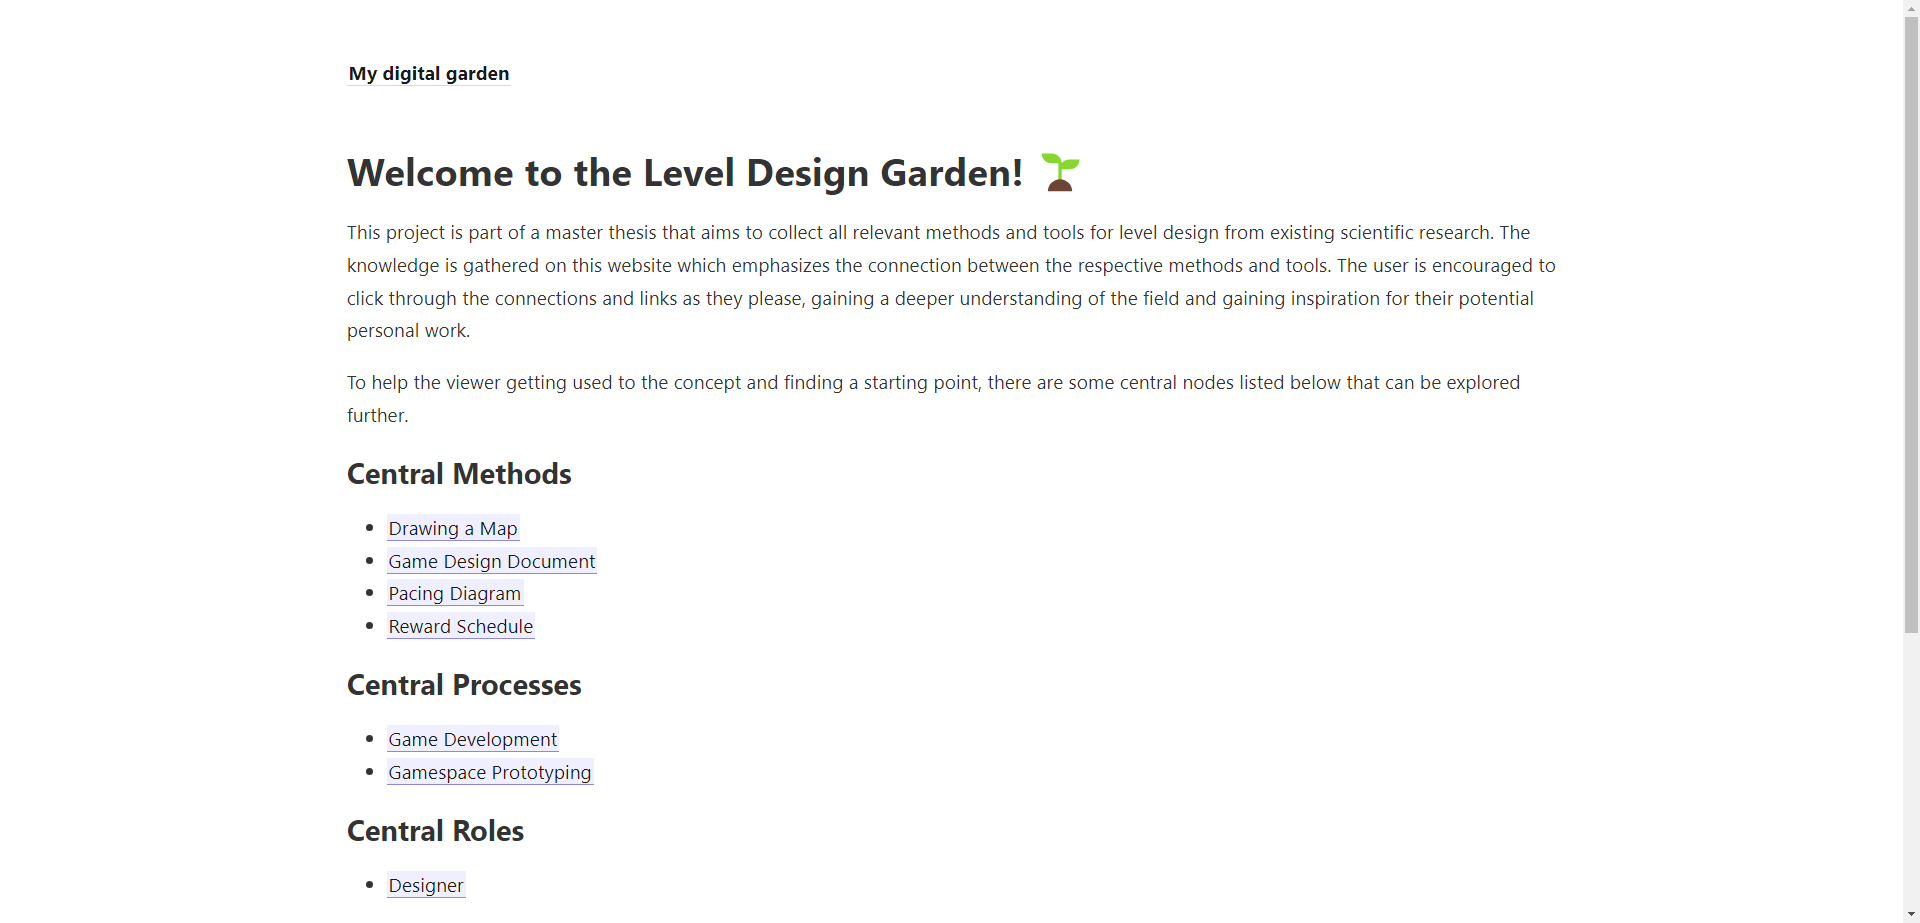 My digital garden
Welcome to the Level Design Garden!
This project is part of a master thesis that aims to collect all relevant methods and tools for level design from existing scientific research. The
knowledge is gathered on this website which emphasizes the connection between the respective methods and tools. The user is encouraged to
click through the connections and links as they please, gaining a deeper understanding of the field and gaining inspiration for their potential
personal work.
To help the viewer getting used to the concept and finding a starting point, there are some central nodes listed below that can be explored
further.
Central Methods
Drawing a Map
Game Design Document
Pacing Diagram
Reward Schedule
Central Processes
Game Development
Gamespace Prototyping
Central Roles
Designer